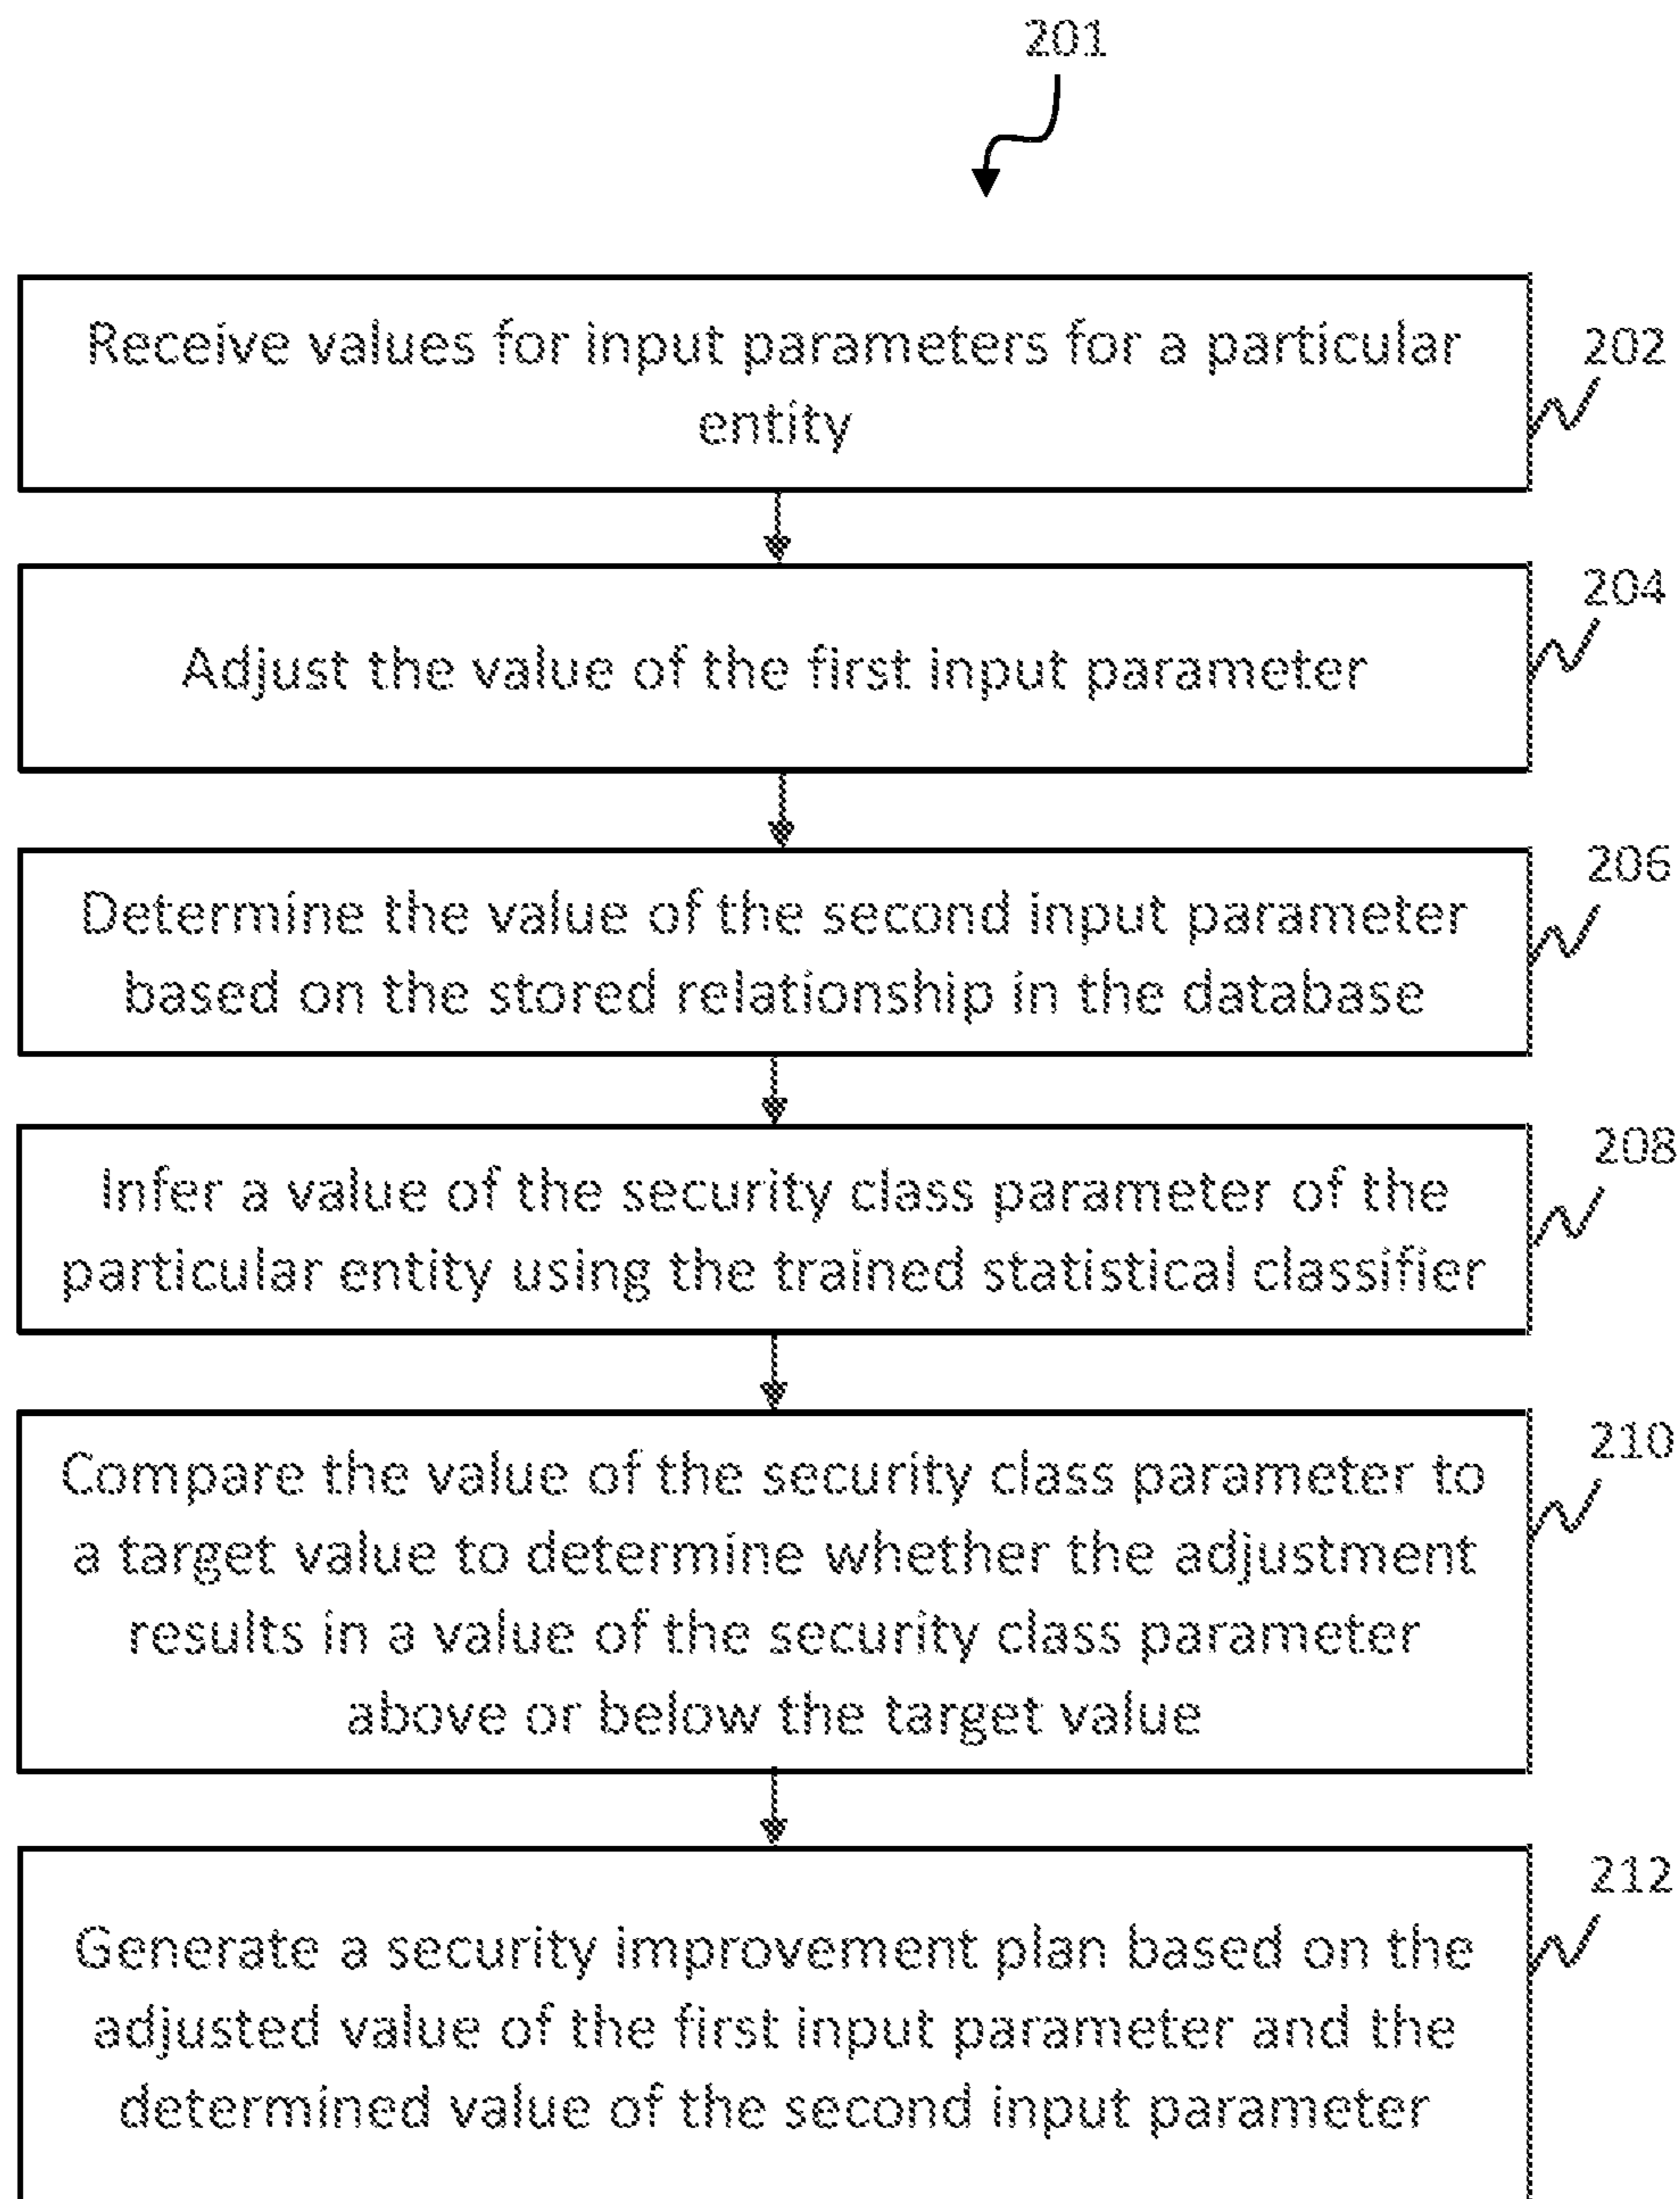 201
Receive values for input parameters for a particular
entity
202
Adjust the value of the first input parameter
204
Determine the value of the second input parameter
based on the stored relationship in the database
206
Infer a value of the security class parameter of the
particular entity using the trained statistical classifier
208
Compare the value of the security class parameter to
a target value to determine whether the adjustment
results in a value of the security class parameter
above or below the target value
210
Generate a security improvement plan based on the
adjusted value of the first input parameter and the
determined value of the second input parameter
212